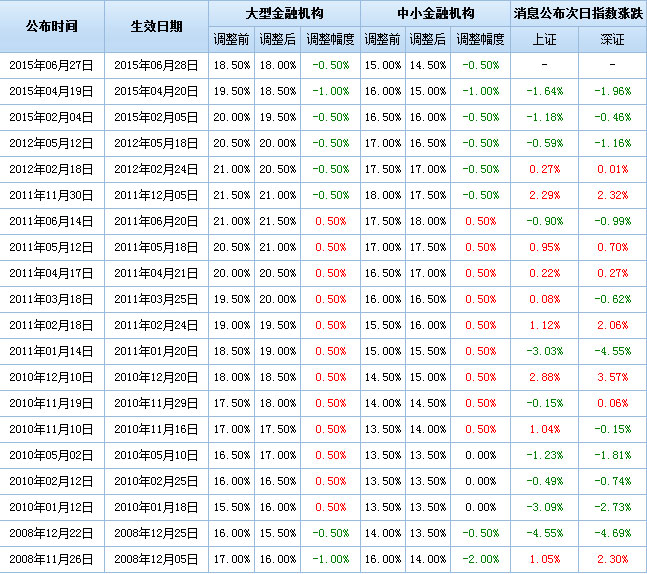 公布时间 生效日期 大型金融机构 中小金融机构 消息公布次日指数涨跌
调整前 调整后 调整幅度 调整前 调整后 调整幅度 上证 深证
2015年06月27日 2015年06月28日 18.50% 18.00% -0.50% 15.00% 14.50% -0.50% - -
2015年04月19日 2015年04月20日 19.50% 18.50% -1.00% 16.00% 15.00% -1.00% -1.64% -1.96%
2015年02月04日 2015年02月05日 20.00% 19.50% -0.50% 16.50% 16.00% -0.50% -1.18% -0.46%
2012年05月12日 2012年05月18日 20.50% 20.00% -0.50% 17.00% 16.50% -0.50% -0.59% -1.16%
2012年02月18日 2012年02月24日 21.00% 20.50% -0.50% 17.50% 17.00% -0.50% 0.27% 0.01%
2011年11月30日 2011年12月05日 21.50% 21.00% -0.50% 18.00% 17.50% -0.50% 2.29% 2.32%
2011年06月14日 2011年06月20日 21.00% 21.50% 0.50% 17.50% 18.00% 0.50% -0.90% -0.99%
2011年05月12日 2011年05月18日 20.50% 21.00% 0.50% 17.00% 17.50% 0.50% 0.95% 0.70%
2011年04月17日 2011年04月21日 20.00% 20.50% 0.50% 16.50% 17.00% 0.50% 0.22% 0.27%
2011年03月18日 2011年03月25日 19.50% 20.00% 0.50% 16.00% 16.50% 0.50% 0.08% -0.62%
2011年02月18日 2011年02月24日 19.00% 19.50% 0.50% 15.50% 16.00% 0.50% 1.12% 2.06%
2011年01月14日 2011年01月20日 18.50% 19.00% 0.50% 15.00% 15.50% 0.50% -3.03% -4.55%
2010年12月10日 2010年12月20日 18.00% 18.50% 0.50% 14.50% 15.00% 0.50% 2.88% 3.57%
2010年11月19日 2010年11月29日 17.50% 18.00% 0.50% 14.00% 14.50% 0.50% -0.15% 0.06%
2010年11月10日 2010年11月16日 17.00% 17.50% 0.50% 13.50% 14.00% 0.50% 1.04% -0.15%
2010年05月02日 2010年05月10日 16.50% 17.00% 0.50% 13.50% 13.50% 0.00% -1.23% -1.81%
2010年02月12日 2010年02月25日 16.00% 16.50% 0.50% 13.50% 13.50% 0.00% -0.49% -0.74%
2010年01月12日 2010年01月18日 15.50% 16.00% 0.50% 13.50% 13.50% 0.00% -3.09% -2.73%
2008年12月22日 2008年12月25日 16.00% 15.50% -0.50% 14.00% 13.50% -0.50% -4.55% -4.69%
2008年11月26日 2008年12月05日 17.00% 16.00% -1.00% 16.00% 14.00% -2.00% 1.05% 2.30%